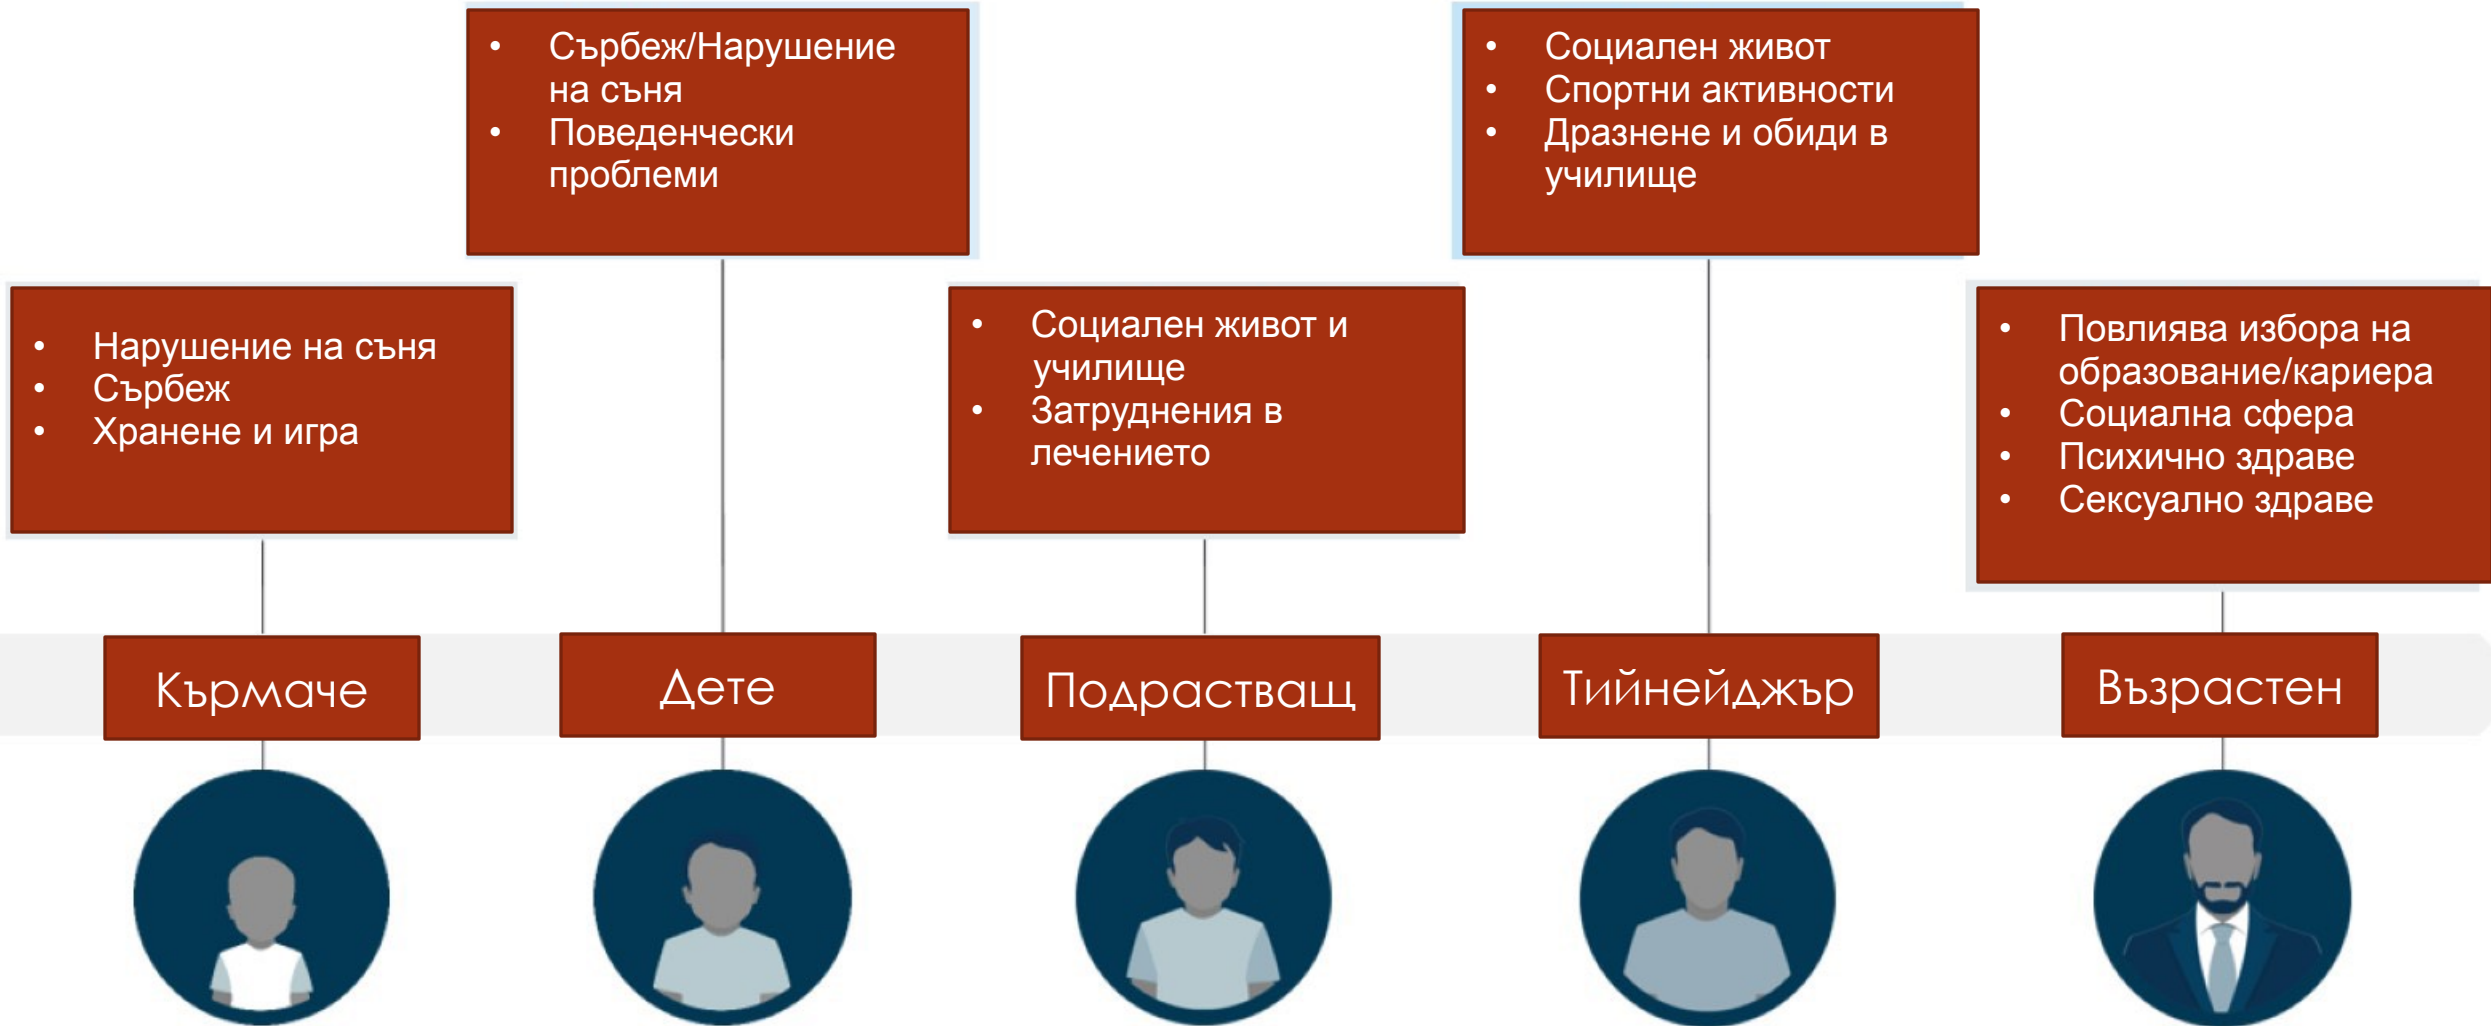 • Нарушение на съня
• Сърбеж
• Хранене и игра
Кърмаче
• Сърбеж/Нарушение
на съня
• Поведенчески
проблеми
Дете
• Социален живот и
училище
• Затруднения в
лечението
Подрастващ
• Социален живот
• Спортни активности
• Дразнене и обиди в
училище
Тийнейджър
• Повлиява избора на
образование/кариера
• Социална сфера
• Психично здраве
• Сексуално здраве
Възрастен